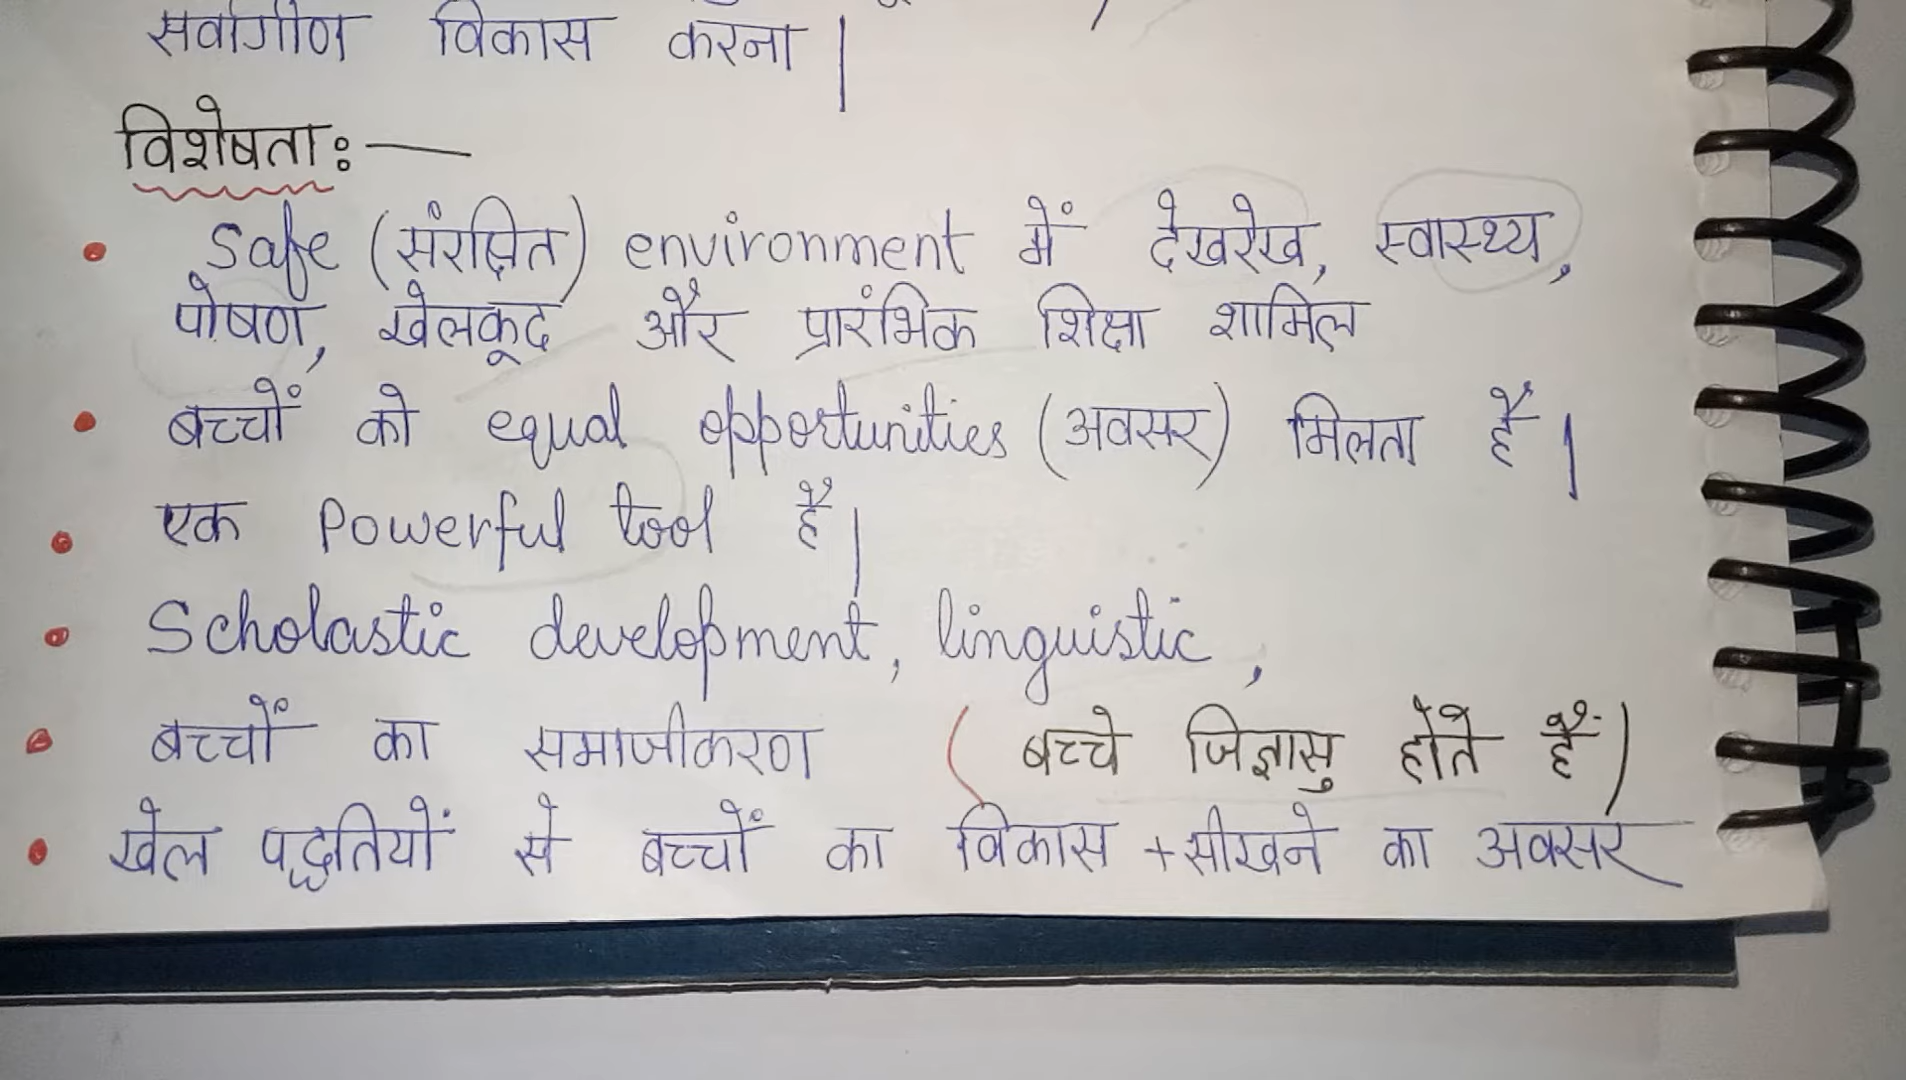 सर्वांगीण विकास करना |
विशेषता: —
• Safe (संरक्षित) environment में देखरेख, स्वास्थ्य,
पोषण, खेलकूद और प्रारंभिक शिक्षा शामिल
• बच्चों को equal opportunities (अवसर) मिलता है |
• एक Powerful tool है |
• Scholastic development, linguistic,
• बच्चों का समाजीकरण ( बच्चे जिज्ञासु होते हैं )
• खेल पद्धतियों से बच्चों का विकास + सीखने का अवसर